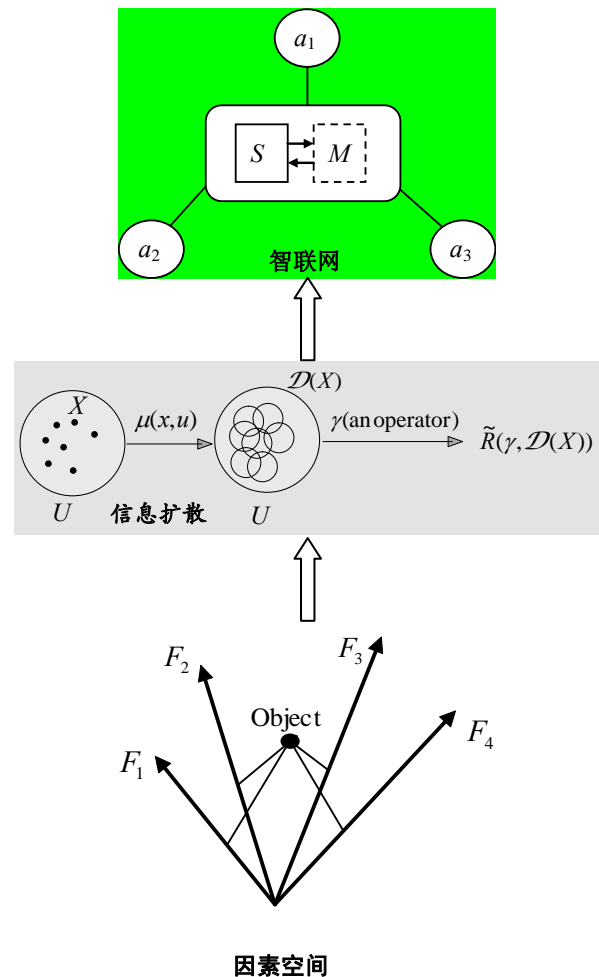 a₁
S M
a₂ a₃
智联网
𝒟(X)
X μ(x,u) γ(an operator) R̃(γ, 𝒟(X))
U 信息扩散 U
F₂ F₃
Object
F₁ F₄
因素空间